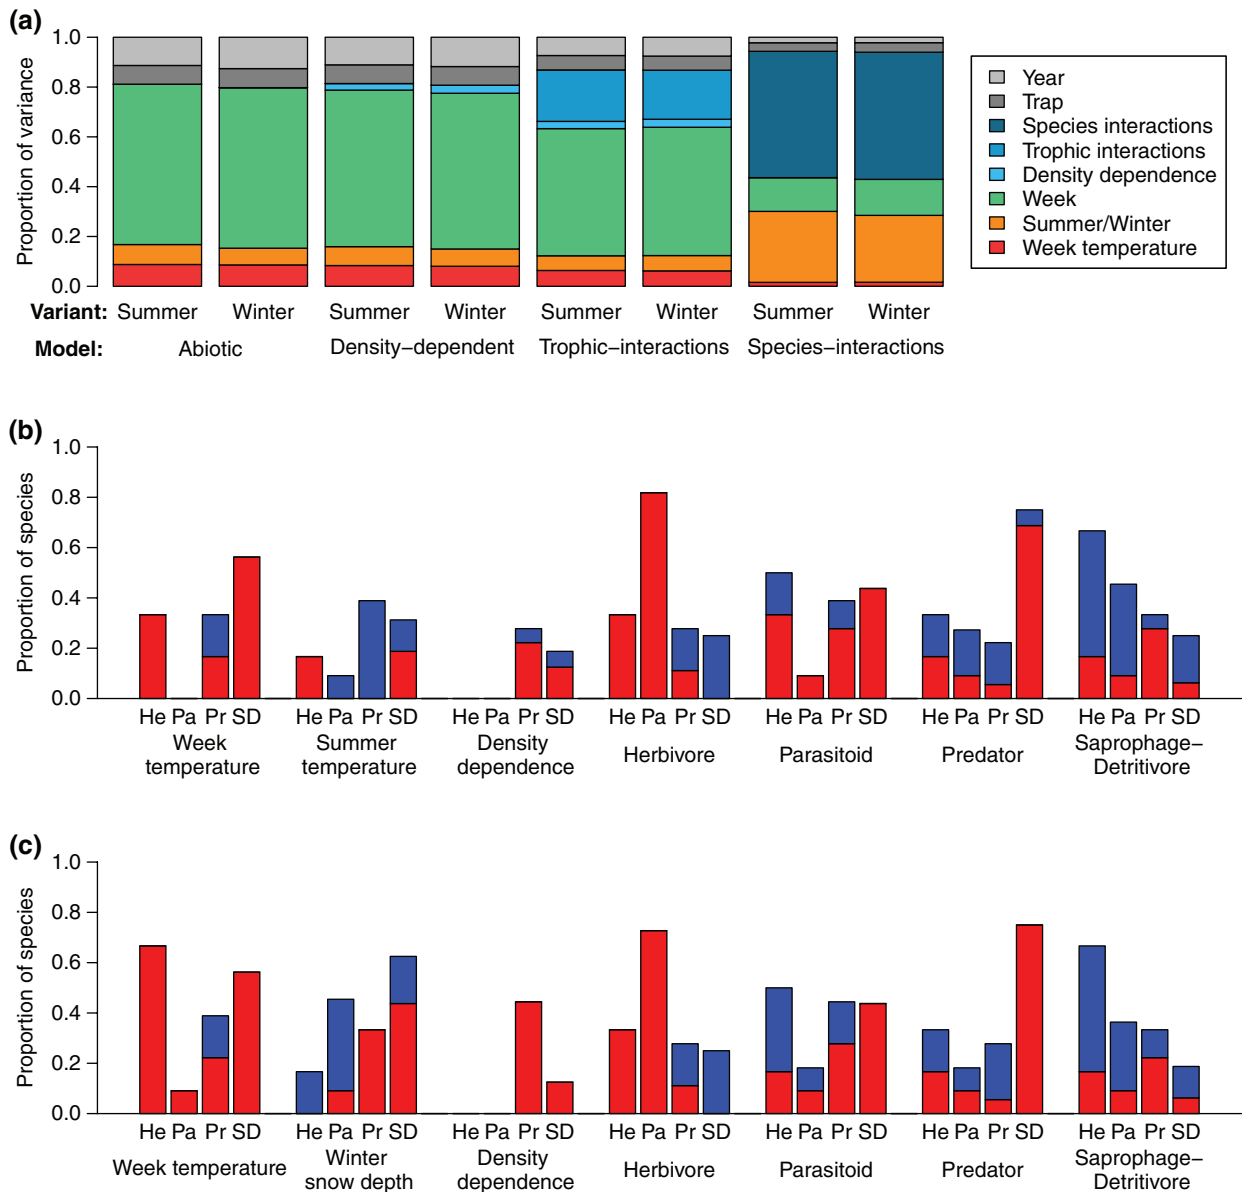 (a)
Proportion of variance
1.0
0.8
0.6
0.4
0.2
0.0
Variant: Summer Winter Summer Winter Summer Winter Summer Winter
Model: Abiotic Density–dependent Trophic–interactions Species–interactions
Year
Trap
Species interactions
Trophic interactions
Density dependence
Week
Summer/Winter
Week temperature
(b)
Proportion of species
1.0
0.8
0.6
0.4
0.2
0.0
He Pa Pr SD He Pa Pr SD He Pa Pr SD He Pa Pr SD He Pa Pr SD He Pa Pr SD He Pa Pr SD
Week
temperature
Summer
temperature
Density
dependence
Herbivore
Parasitoid
Predator
Saprophage–
Detritivore
(c)
Proportion of species
1.0
0.8
0.6
0.4
0.2
0.0
He Pa Pr SD He Pa Pr SD He Pa Pr SD He Pa Pr SD He Pa Pr SD He Pa Pr SD He Pa Pr SD
Week temperature
Winter
snow depth
Density
dependence
Herbivore
Parasitoid
Predator
Saprophage–
Detritivore